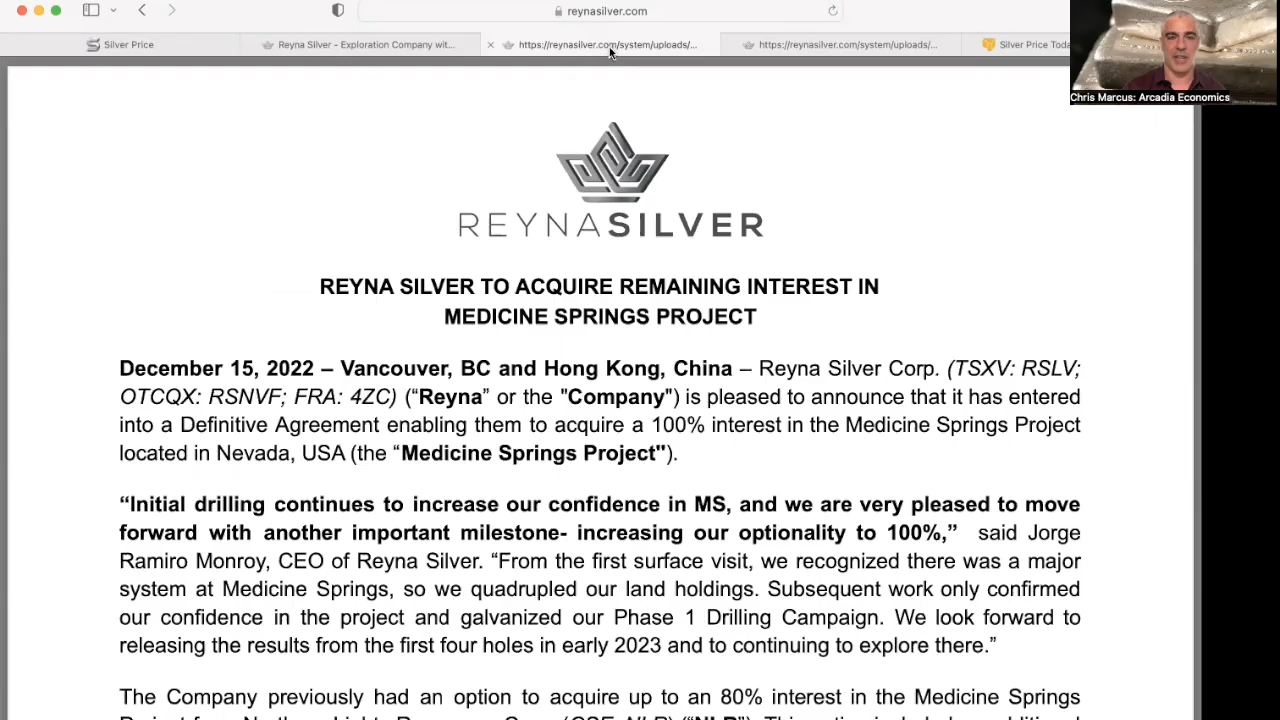 reynasilver.com
Silver Price
Reyna Silver - Exploration Company wit...
https://reynasilver.com/system/uploads/...
https://reynasilver.com/system/uploads/...
Silver Price Toda
Chris Marcus: Arcadia Economics
REYNASILVER
REYNA SILVER TO ACQUIRE REMAINING INTEREST IN
MEDICINE SPRINGS PROJECT
December 15, 2022 – Vancouver, BC and Hong Kong, China – Reyna Silver Corp. (TSXV: RSLV;
OTCQX: RSNVF; FRA: 4ZC) (“Reyna” or the "Company") is pleased to announce that it has entered
into a Definitive Agreement enabling them to acquire a 100% interest in the Medicine Springs Project
located in Nevada, USA (the “Medicine Springs Project").
“Initial drilling continues to increase our confidence in MS, and we are very pleased to move
forward with another important milestone- increasing our optionality to 100%,” said Jorge
Ramiro Monroy, CEO of Reyna Silver. “From the first surface visit, we recognized there was a major
system at Medicine Springs, so we quadrupled our land holdings. Subsequent work only confirmed
our confidence in the project and galvanized our Phase 1 Drilling Campaign. We look forward to
releasing the results from the first four holes in early 2023 and to continuing to explore there.”
The Company previously had an option to acquire up to an 80% interest in the Medicine Springs